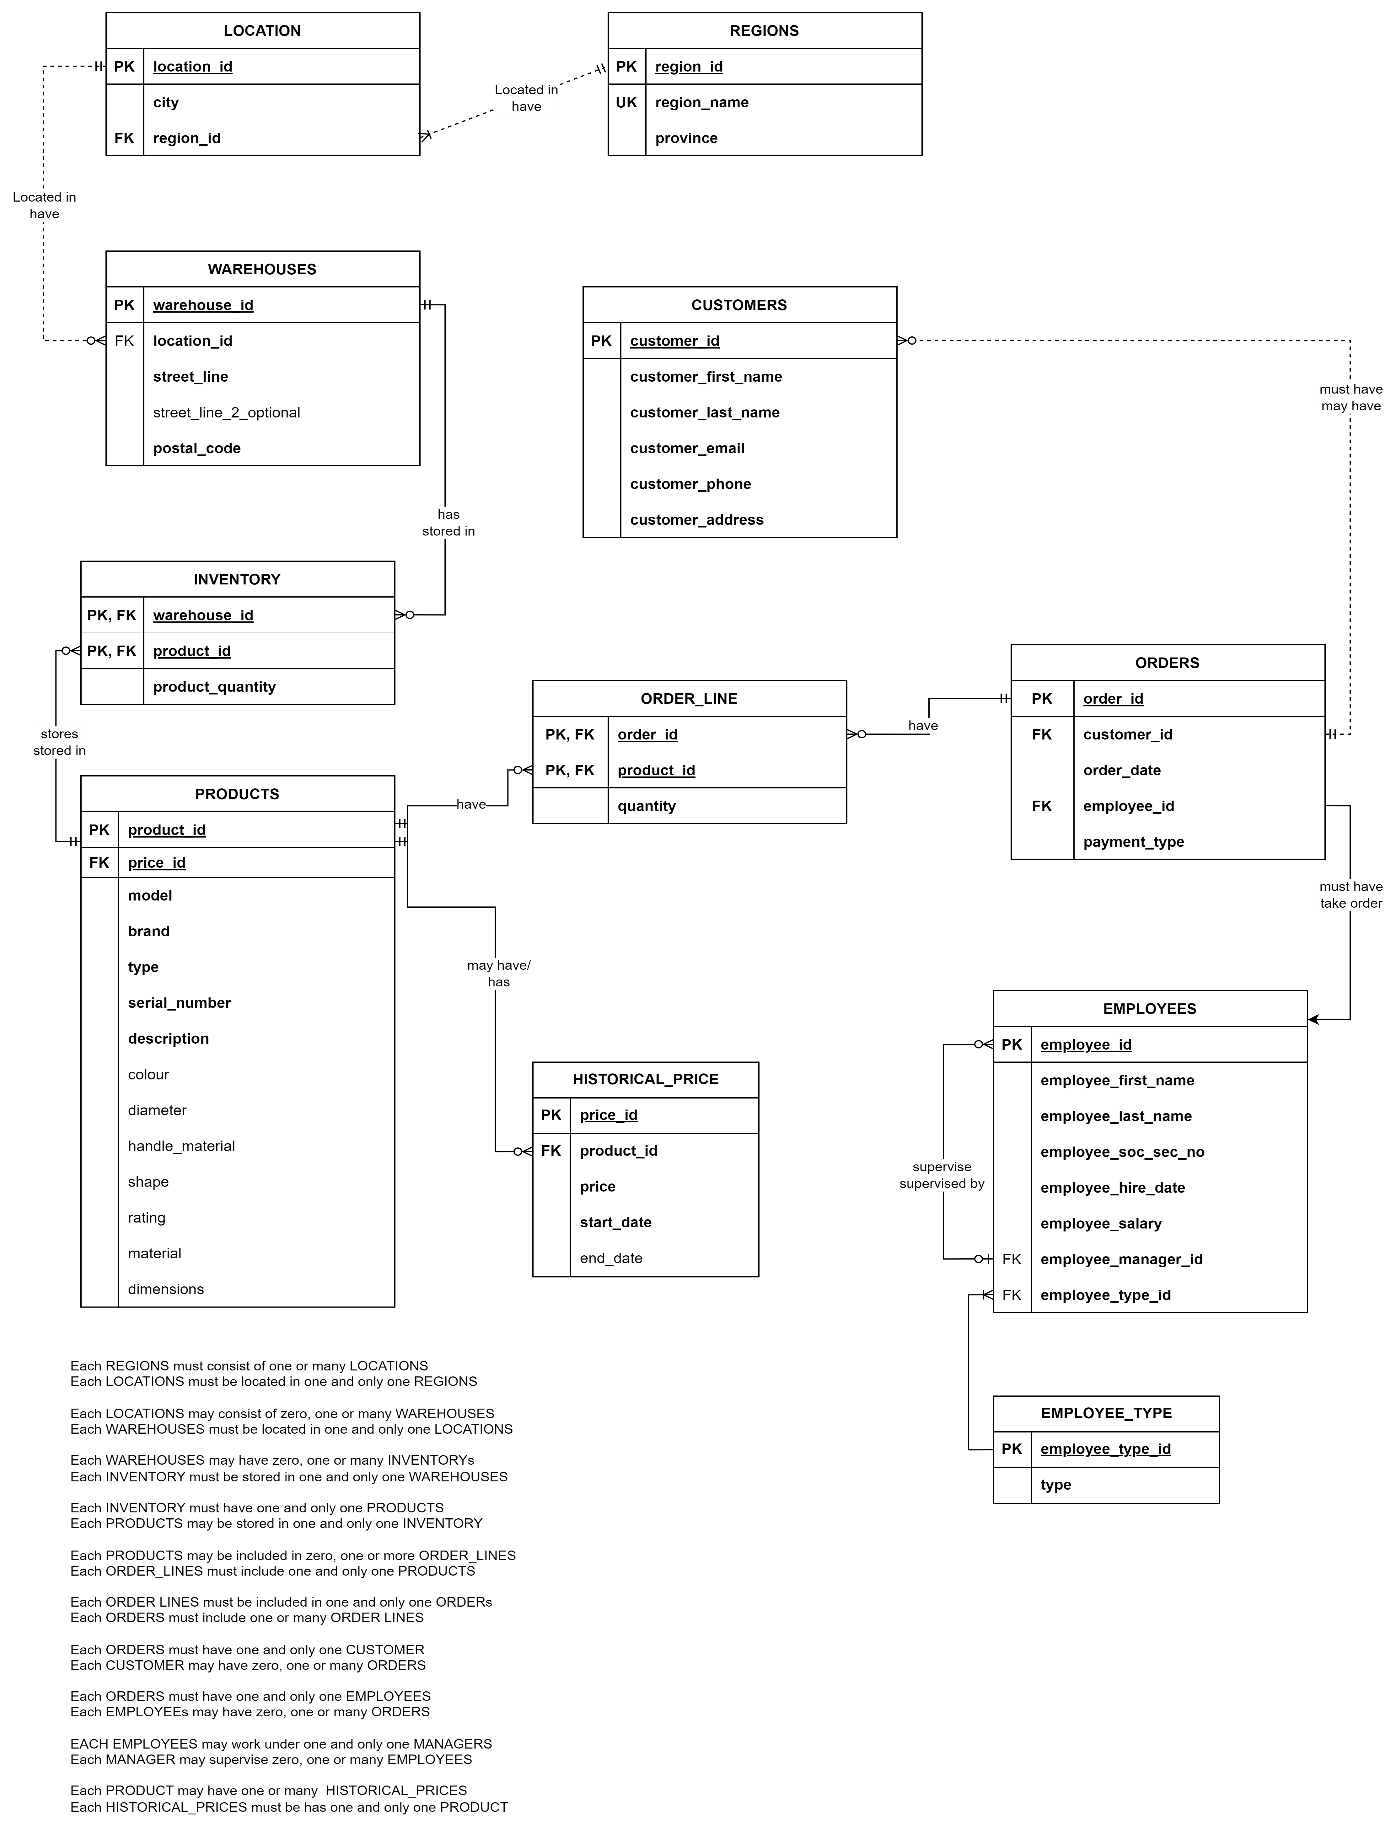 LOCATION
PK location_id
city
FK region_id
REGIONS
PK region_id
UK region_name
province
Located in
have
Located in
have
WAREHOUSES
PK warehouse_id
FK location_id
street_line
street_line_2_optional
postal_code
CUSTOMERS
PK customer_id
customer_first_name
customer_last_name
customer_email
customer_phone
customer_address
must have
may have
has
stored in
INVENTORY
PK, FK warehouse_id
PK, FK product_id
product_quantity
stores
stored in
ORDER_LINE
PK, FK order_id
PK, FK product_id
quantity
have
ORDERS
PK order_id
FK customer_id
order_date
FK employee_id
payment_type
have
PRODUCTS
PK product_id
FK price_id
model
brand
type
serial_number
description
colour
diameter
handle_material
shape
rating
material
dimensions
may have/
has
must have
take order
HISTORICAL_PRICE
PK price_id
FK product_id
price
start_date
end_date
EMPLOYEES
PK employee_id
employee_first_name
employee_last_name
employee_soc_sec_no
employee_hire_date
employee_salary
FK employee_manager_id
FK employee_type_id
supervise
supervised by
EMPLOYEE_TYPE
PK employee_type_id
type
Each REGIONS must consist of one or many LOCATIONS
Each LOCATIONS must be located in one and only one REGIONS
Each LOCATIONS may consist of zero, one or many WAREHOUSES
Each WAREHOUSES must be located in one and only one LOCATIONS
Each WAREHOUSES may have zero, one or many INVENTORYs
Each INVENTORY must be stored in one and only one WAREHOUSES
Each INVENTORY must have one and only one PRODUCTS
Each PRODUCTS may be stored in one and only one INVENTORY
Each PRODUCTS may be included in zero, one or more ORDER_LINES
Each ORDER_LINES must include one and only one PRODUCTS
Each ORDER LINES must be included in one and only one ORDERs
Each ORDERS must include one or many ORDER LINES
Each ORDERS must have one and only one CUSTOMER
Each CUSTOMER may have zero, one or many ORDERS
Each ORDERS must have one and only one EMPLOYEES
Each EMPLOYEEs may have zero, one or many ORDERS
EACH EMPLOYEES may work under one and only one MANAGERS
Each MANAGER may supervise zero, one or many EMPLOYEES
Each PRODUCT may have one or many HISTORICAL_PRICES
Each HISTORICAL_PRICES must be has one and only one PRODUCT